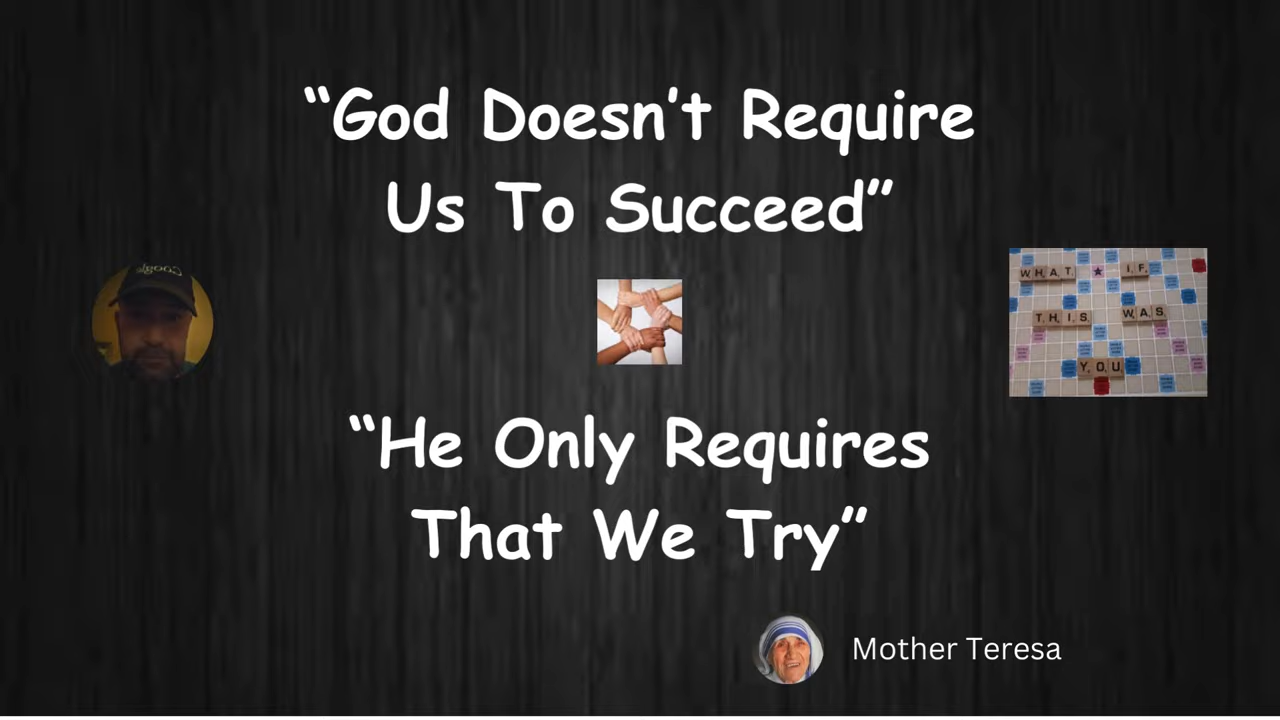 “God Doesn’t Require
Us To Succeed”
Google
WHAT IF
THIS WAS
YOU
“He Only Requires
That We Try”
Mother Teresa